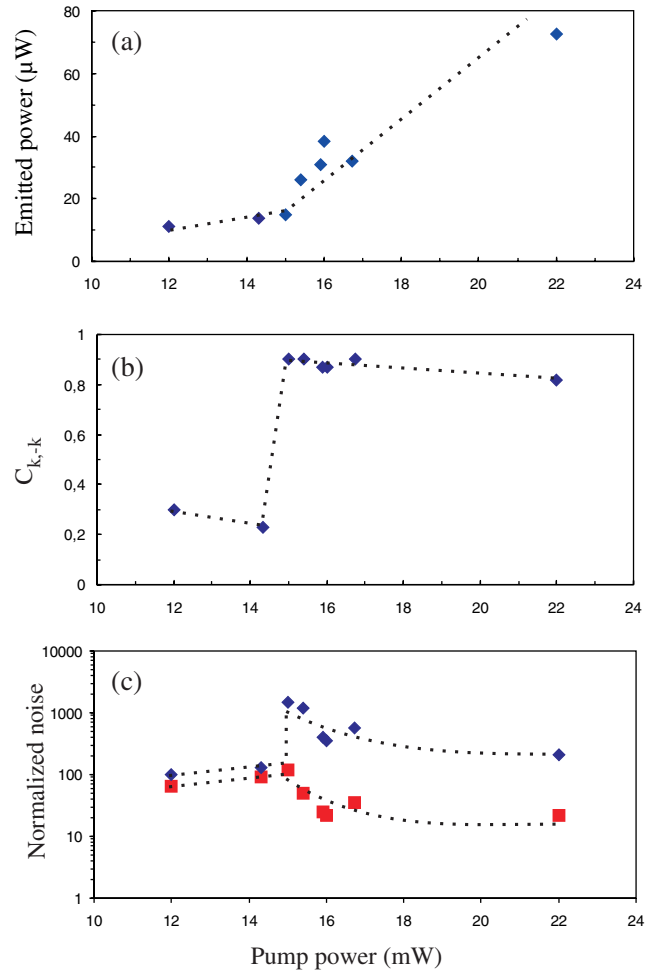 80
60
40
20
0
10 12 14 16 18 20 22 24
Emitted power (µW)
(a)
1
0,8
0,6
0,4
0,2
0
10 12 14 16 18 20 22 24
C_{k,-k}
(b)
10000
1000
100
10
1
10 12 14 16 18 20 22 24
Normalized noise
(c)
Pump power (mW)